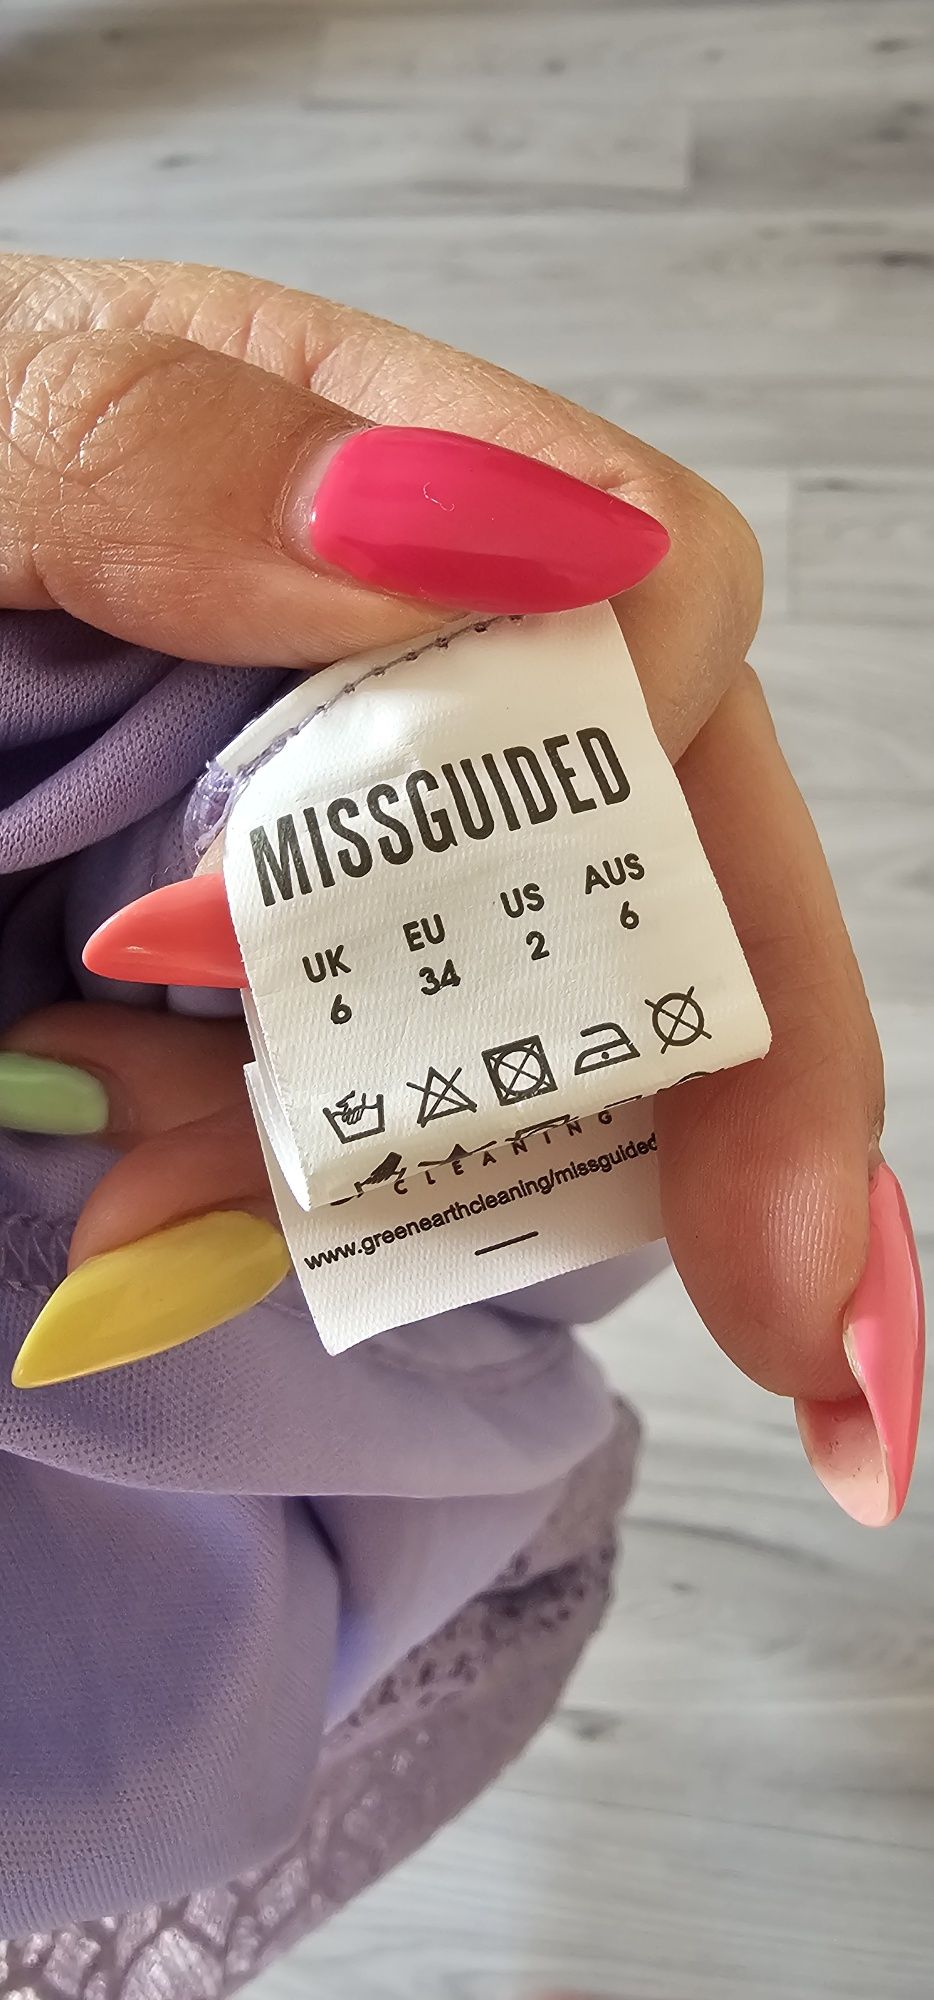 MISSGUIDED
UK EU US AUS
6 34 2 6
CLEANING
www.greenearthcleaning/missguided